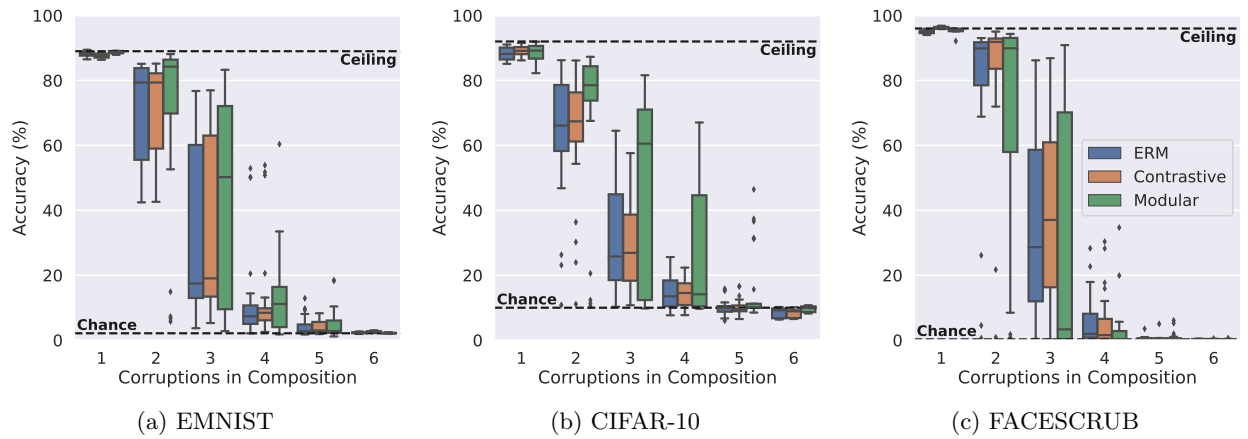 100
80
60
40
20
0
Accuracy (%)
Ceiling
Chance
1 2 3 4 5 6
Corruptions in Composition
(a) EMNIST
100
80
60
40
20
0
Accuracy (%)
Ceiling
Chance
1 2 3 4 5 6
Corruptions in Composition
(b) CIFAR-10
100
80
60
40
20
0
Accuracy (%)
Ceiling
ERM
Contrastive
Modular
Chance
1 2 3 4 5 6
Corruptions in Composition
(c) FACESCRUB